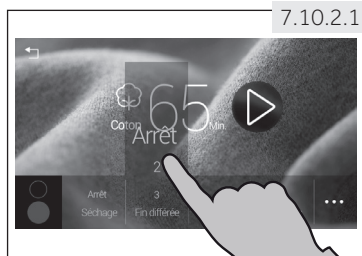 7.10.2.1
65 Min.
Coton
Arrêt
2
Arrêt 3
Séchage Fin différée
...